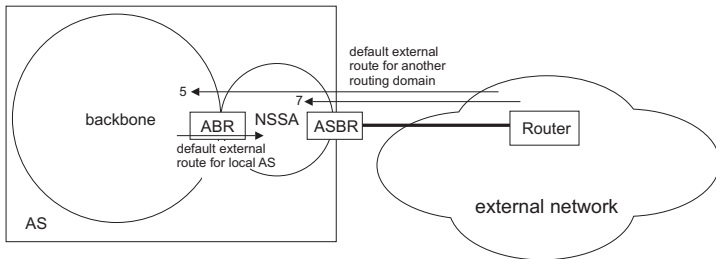 default external
route for another
routing domain
5
7
backbone
ABR
NSSA
ASBR
Router
default external
route for local AS
external network
AS